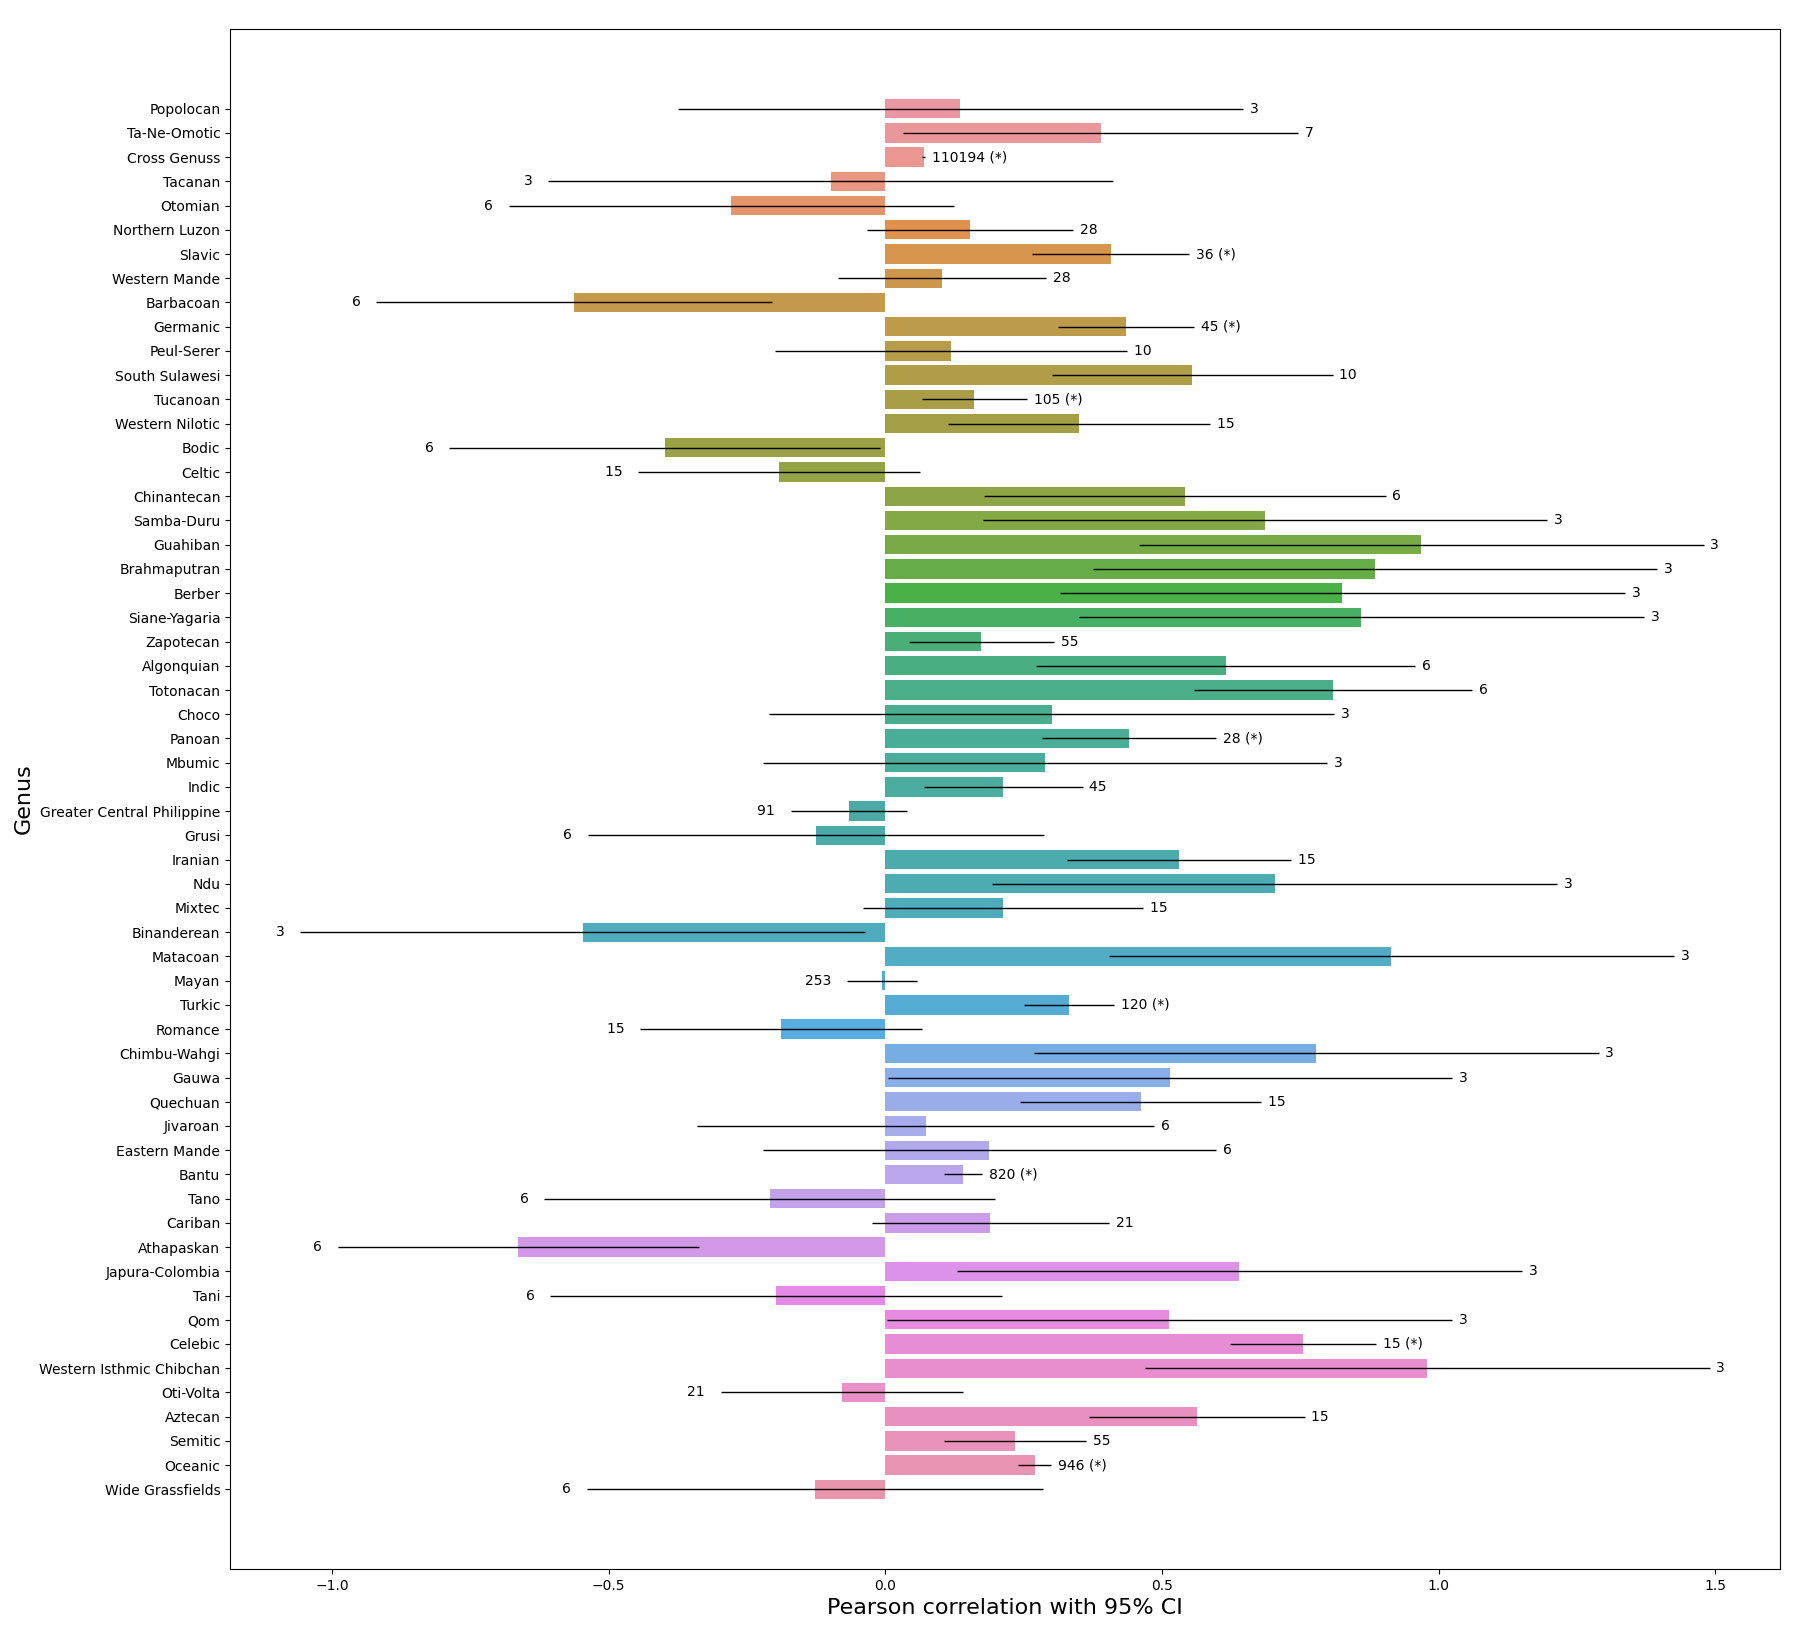 Popolocan 3
Ta-Ne-Omotic 7
Cross Genuss 110194 (*)
Tacanan 3
Otomian 6
Northern Luzon 28
Slavic 36 (*)
Western Mande 28
Barbacoan 6
Germanic 45 (*)
Peul-Serer 10
South Sulawesi 10
Tucanoan 105 (*)
Western Nilotic 15
Bodic 6
Celtic 15
Chinantecan 6
Samba-Duru 3
Guahiban 3
Brahmaputran 3
Berber 3
Siane-Yagaria 3
Zapotecan 55
Algonquian 6
Totonacan 6
Choco 3
Panoan 28 (*)
Mbumic 3
Indic 45
Greater Central Philippine 91
Grusi 6
Iranian 15
Ndu 3
Mixtec 15
Binanderean 3
Matacoan 3
Mayan 253
Turkic 120 (*)
Romance 15
Chimbu-Wahgi 3
Gauwa 3
Quechuan 15
Jivaroan 6
Eastern Mande 6
Bantu 820 (*)
Tano 6
Cariban 21
Athapaskan 6
Japura-Colombia 3
Tani 6
Qom 3
Celebic 15 (*)
Western Isthmic Chibchan 3
Oti-Volta 21
Aztecan 15
Semitic 55
Oceanic 946 (*)
Wide Grassfields 6
Genus
−1.0 −0.5 0.0 0.5 1.0 1.5
Pearson correlation with 95% CI